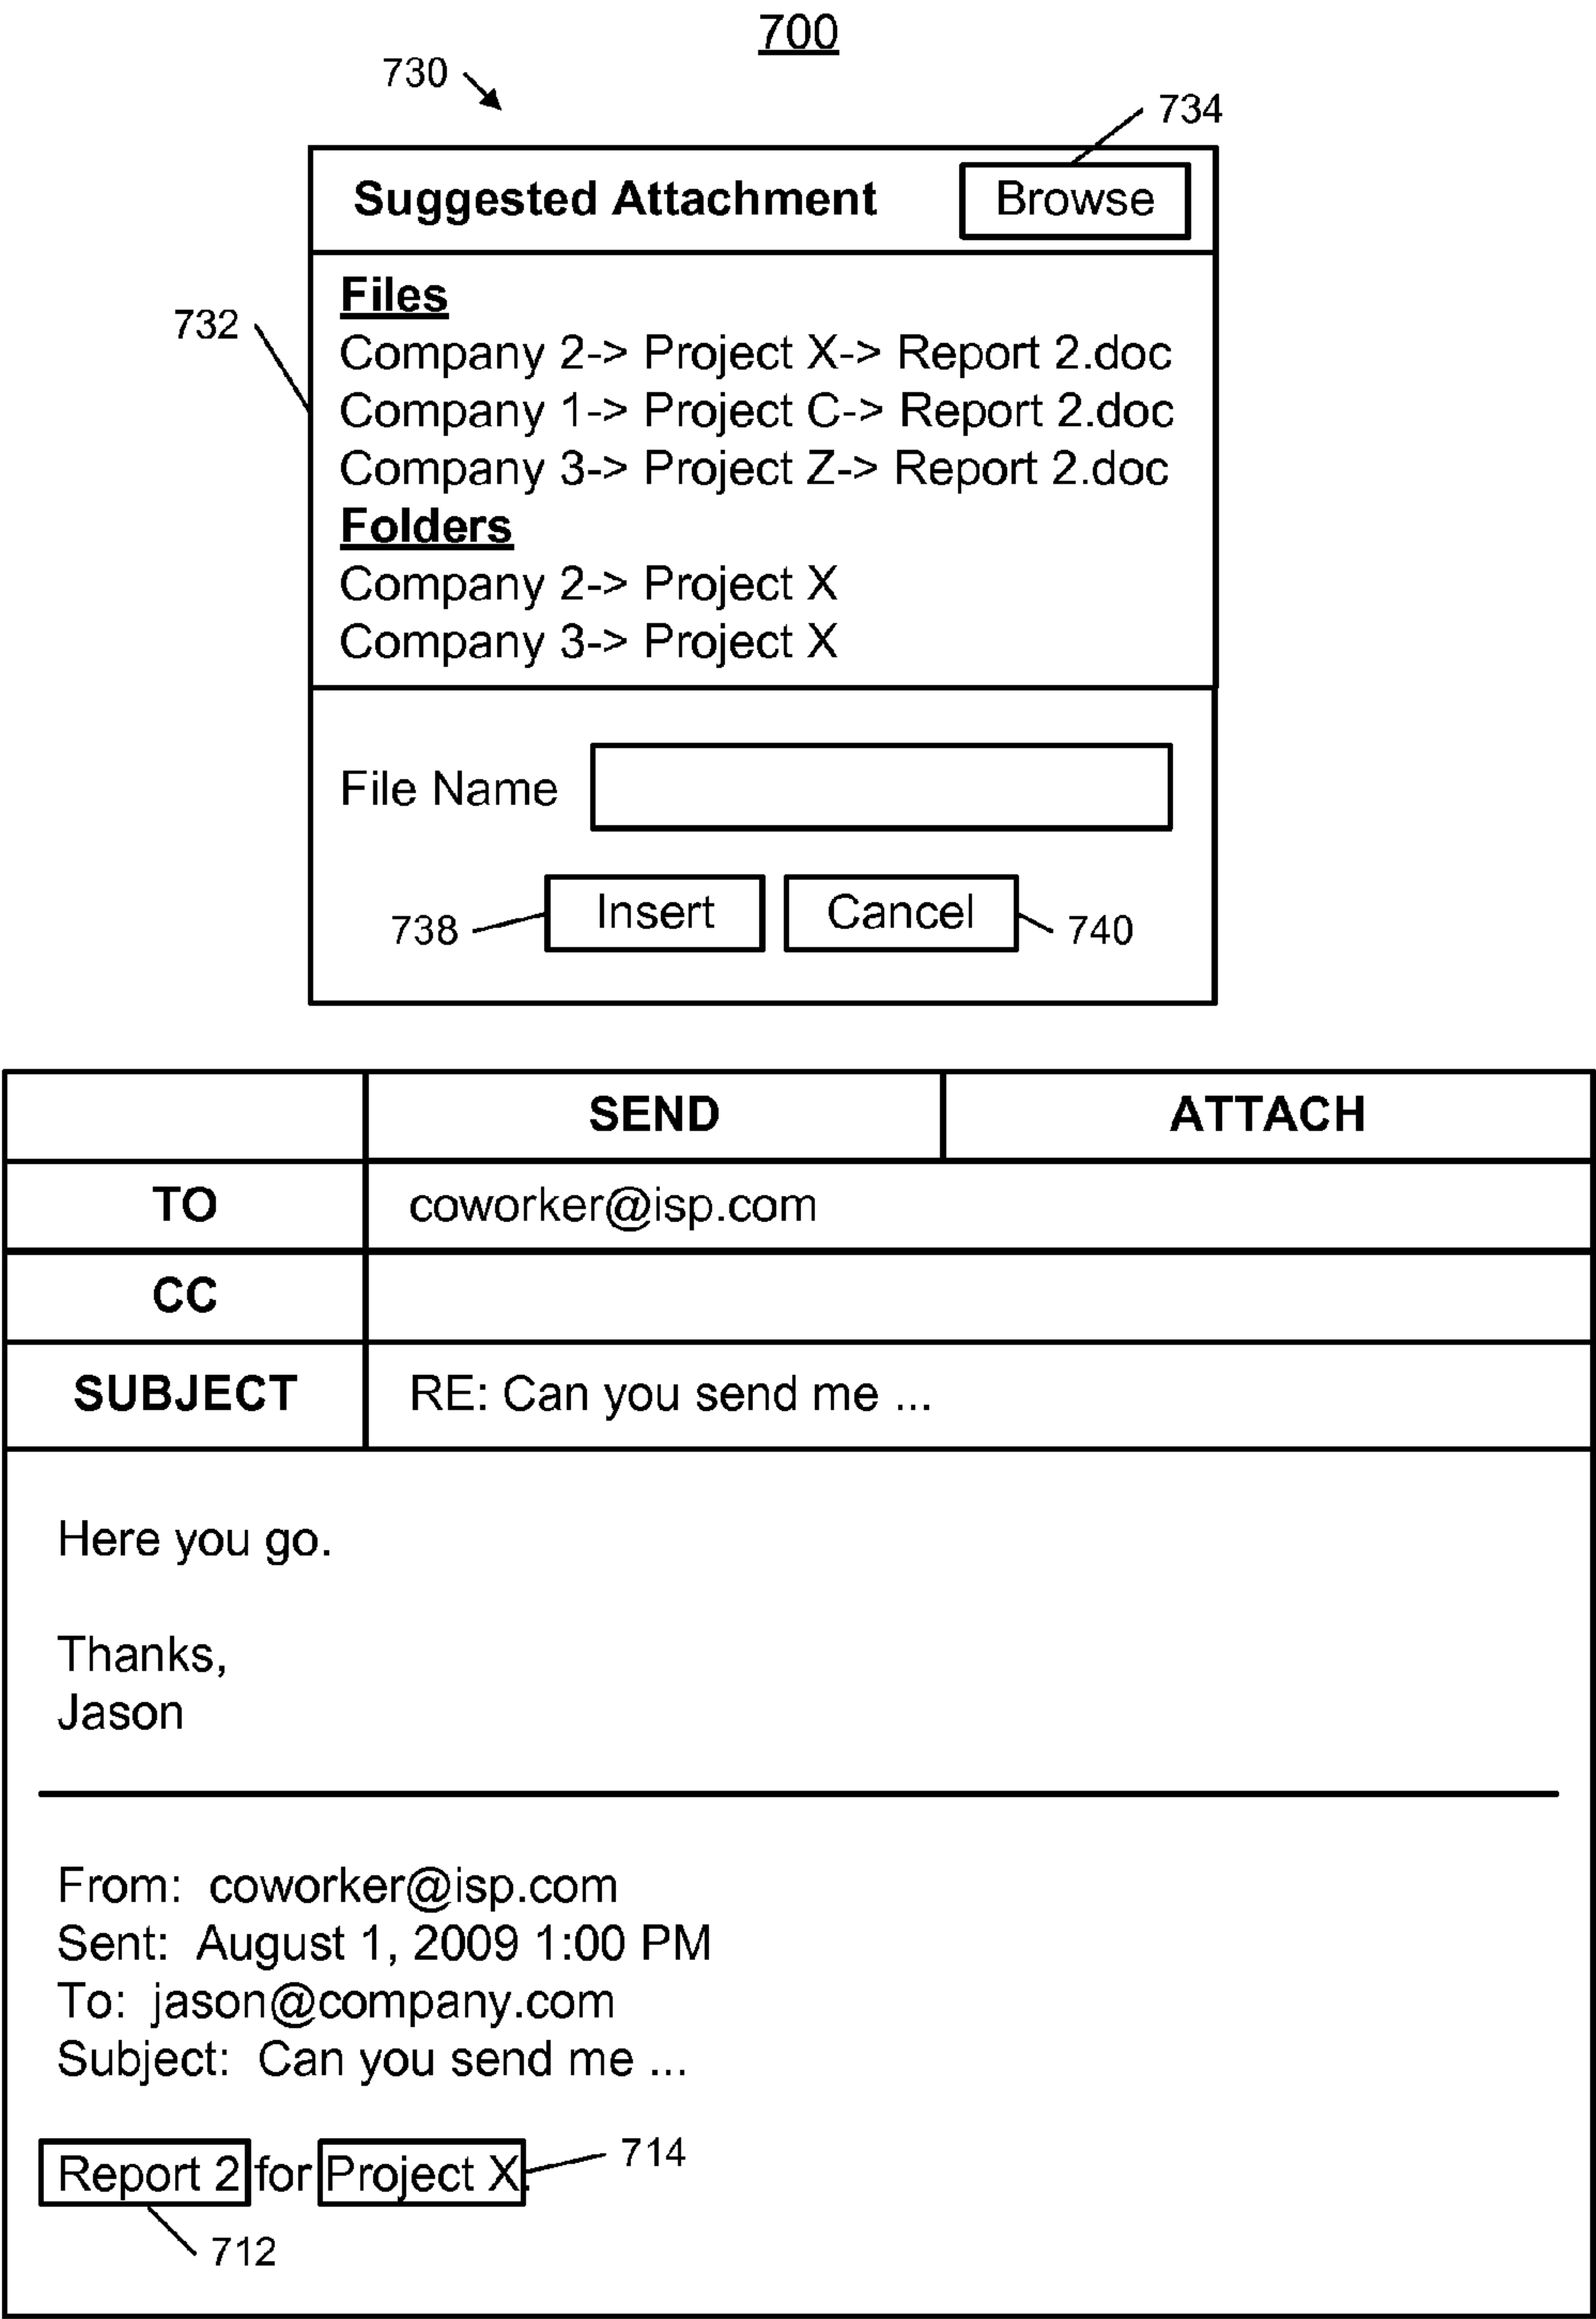 700
730
734
Suggested Attachment Browse
Files
732
Company 2-> Project X-> Report 2.doc
Company 1-> Project C-> Report 2.doc
Company 3-> Project Z-> Report 2.doc
Folders
Company 2-> Project X
Company 3-> Project X
File Name
738 Insert Cancel 740
SEND ATTACH
TO coworker@isp.com
CC
SUBJECT RE: Can you send me ...
Here you go.
Thanks,
Jason
From: coworker@isp.com
Sent: August 1, 2009 1:00 PM
To: jason@company.com
Subject: Can you send me ...
Report 2 for Project X. 714
712